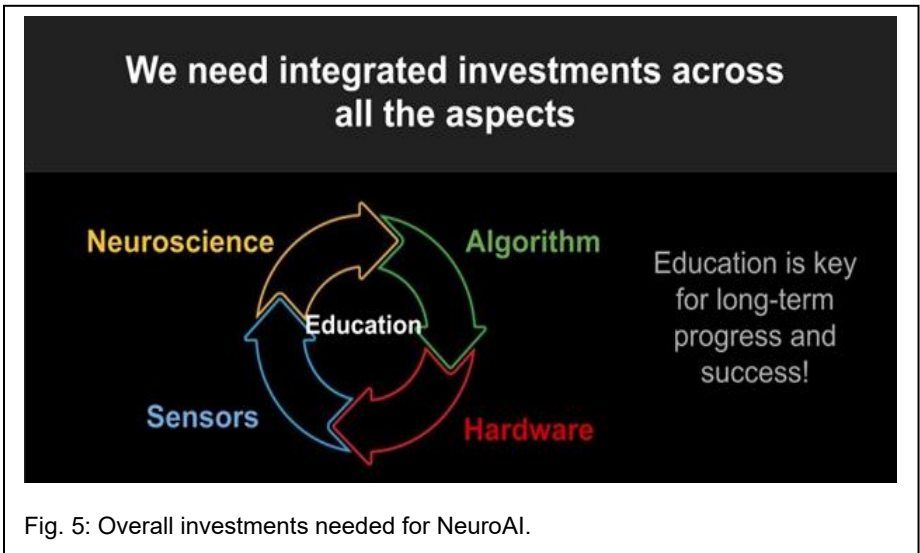 We need integrated investments across
all the aspects
Neuroscience
Algorithm
Education is key
for long-term
progress and
success!
Education
Sensors
Hardware
Fig. 5: Overall investments needed for NeuroAI.